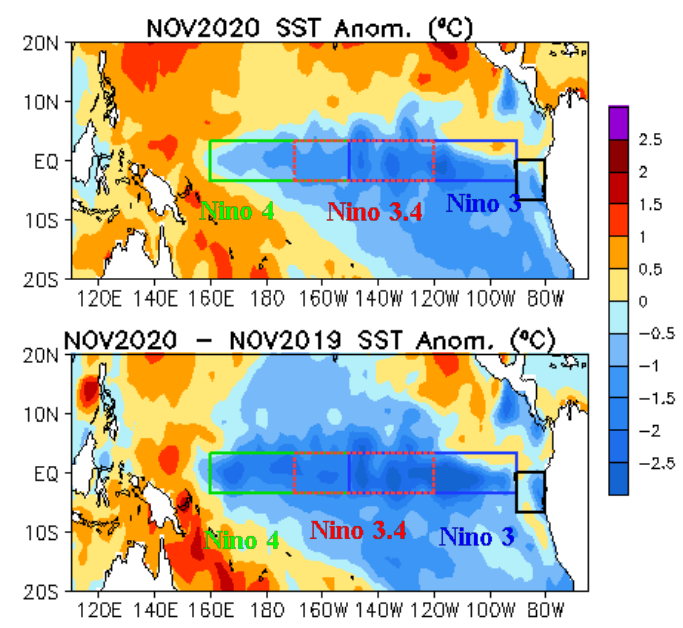 NOV2020 SST Anom. (°C)
20N
10N
EQ
10S
20S
Nino 4
Nino 3.4
Nino 3
120E 140E 160E 180 160W 140W 120W 100W 80W
2.5
2
1.5
1
0.5
0
-0.5
-1
-1.5
-2
-2.5
NOV2020 - NOV2019 SST Anom. (°C)
20N
10N
EQ
10S
20S
Nino 4
Nino 3.4
Nino 3
120E 140E 160E 180 160W 140W 120W 100W 80W